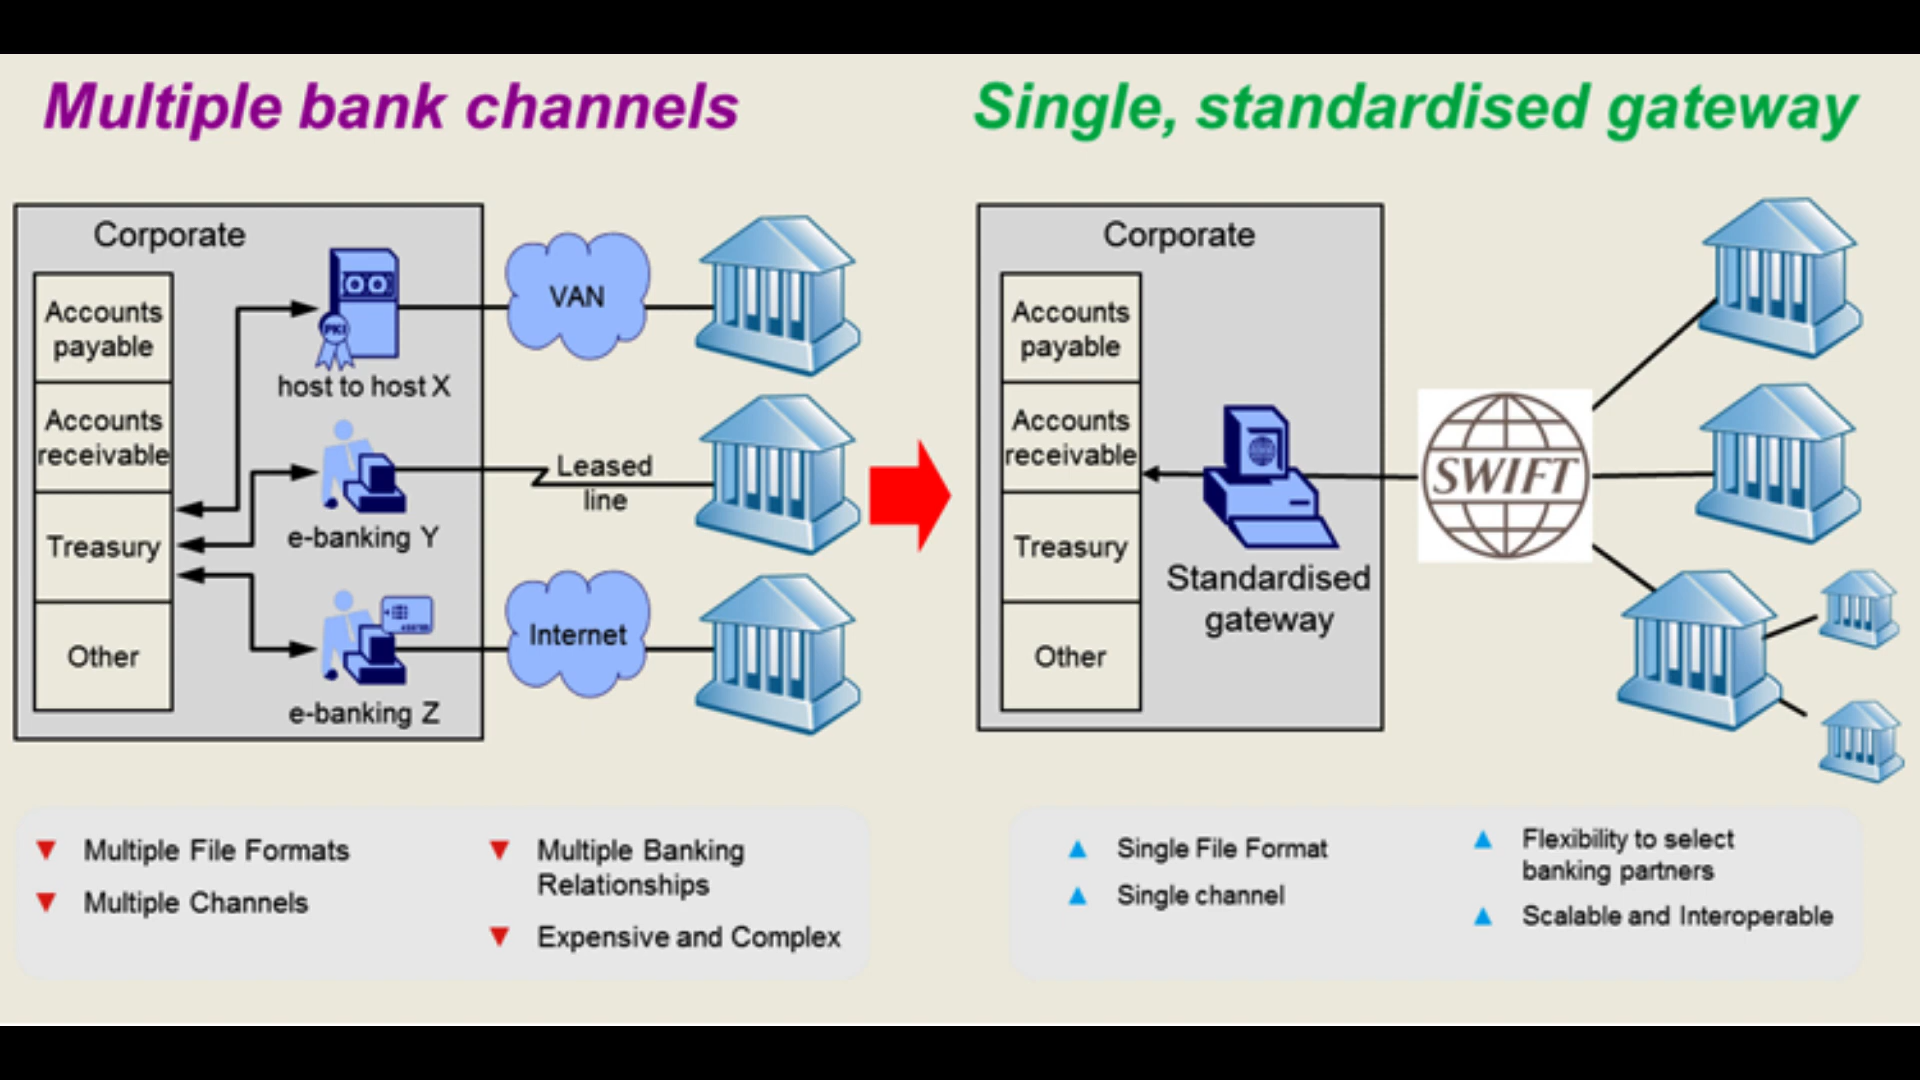 Multiple bank channels
Single, standardised gateway
Corporate
Accounts
payable
Accounts
receivable
Treasury
Other
PKI
host to host X
e-banking Y
e-banking Z
VAN
Leased
line
Internet
Corporate
Accounts
payable
Accounts
receivable
Treasury
Other
Standardised
gateway
SWIFT
Multiple File Formats
Multiple Channels
Multiple Banking
Relationships
Expensive and Complex
Single File Format
Single channel
Flexibility to select
banking partners
Scalable and Interoperable